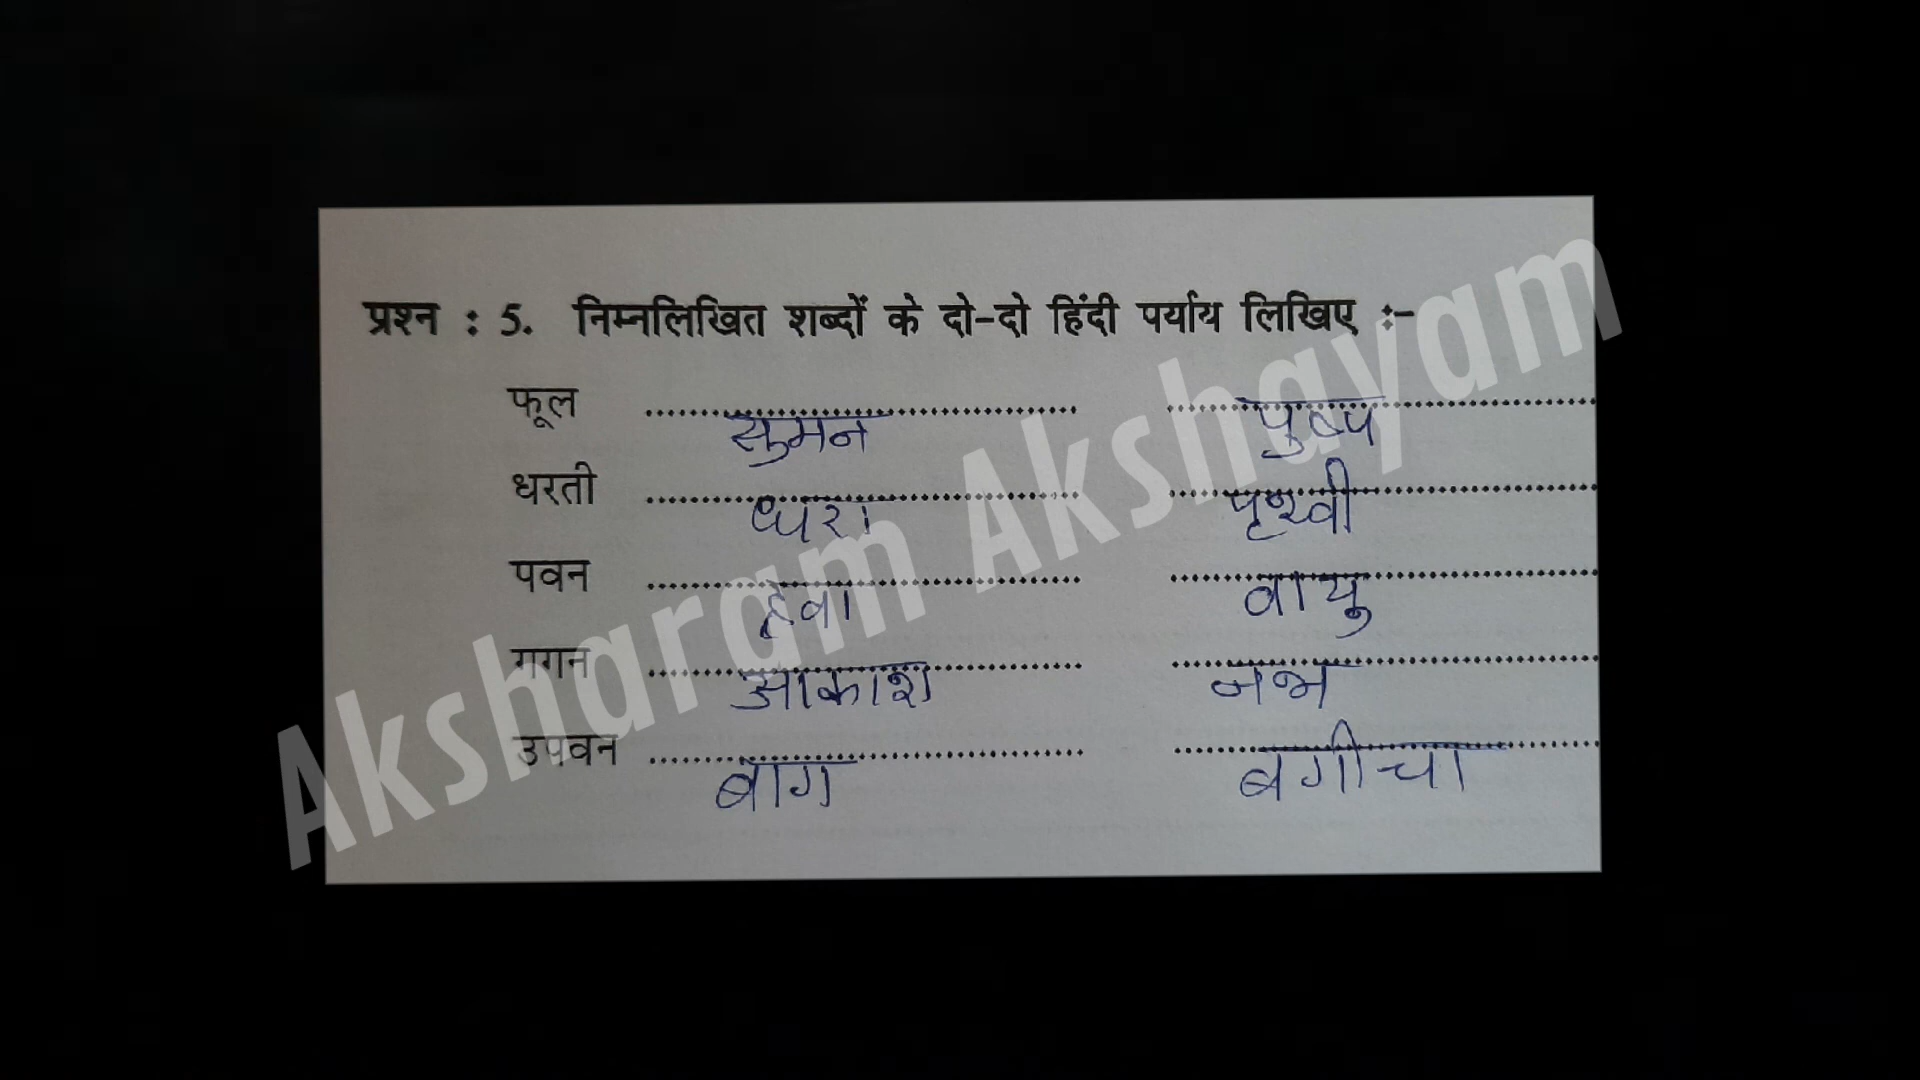 प्रश्न : 5. निम्नलिखित शब्दों के दो-दो हिंदी पर्याय लिखिए :-
फूल सुमन पुष्प
धरती धरा पृथ्वी
पवन हवा वायु
गगन आकाश नभ
उपवन बाग बगीचा
Aksharam Akshayam